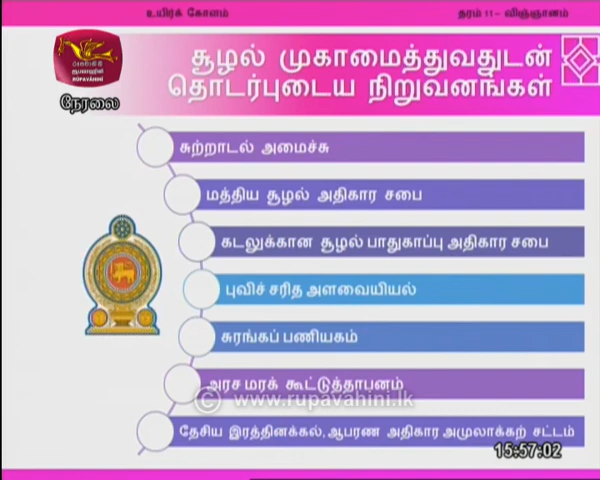 உயிர்க் கோளம்
தரம் 11 – விஞ்ஞானம்
RUPAVAHINI
நேரலை
சூழல் முகாமைத்துவதுடன்
தொடர்புடைய நிறுவனங்கள்
சுற்றாடல் அமைச்சு
மத்திய சூழல் அதிகார சபை
கடலுக்கான சூழல் பாதுகாப்பு அதிகார சபை
புவிச் சரித அளவையியல்
சுரங்கப் பணியகம்
அரச மரக் கூட்டுத்தாபனம்
© www.rupavahini.lk
தேசிய இரத்தினக்கல், ஆபரண அதிகார அமுலாக்கற் சட்டம்
15:57:02